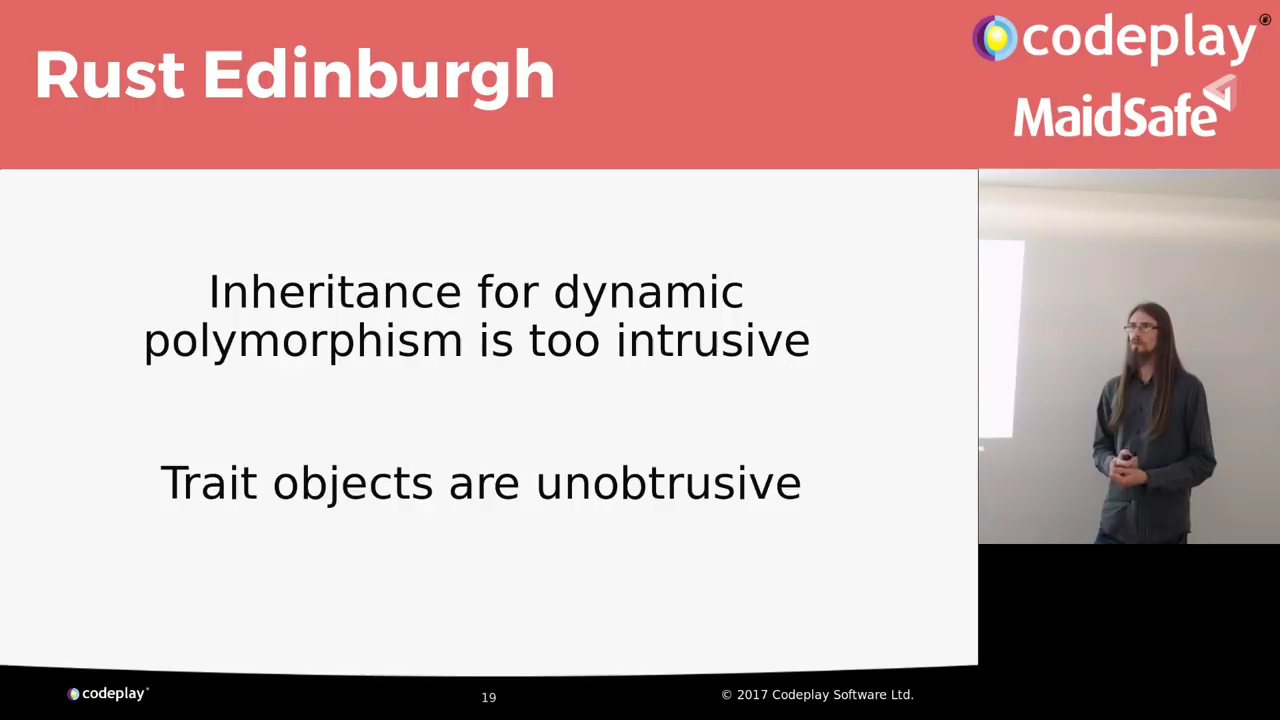 Rust Edinburgh
codeplay®
MaidSafe
Inheritance for dynamic
polymorphism is too intrusive
Trait objects are unobtrusive
codeplay®
19
© 2017 Codeplay Software Ltd.